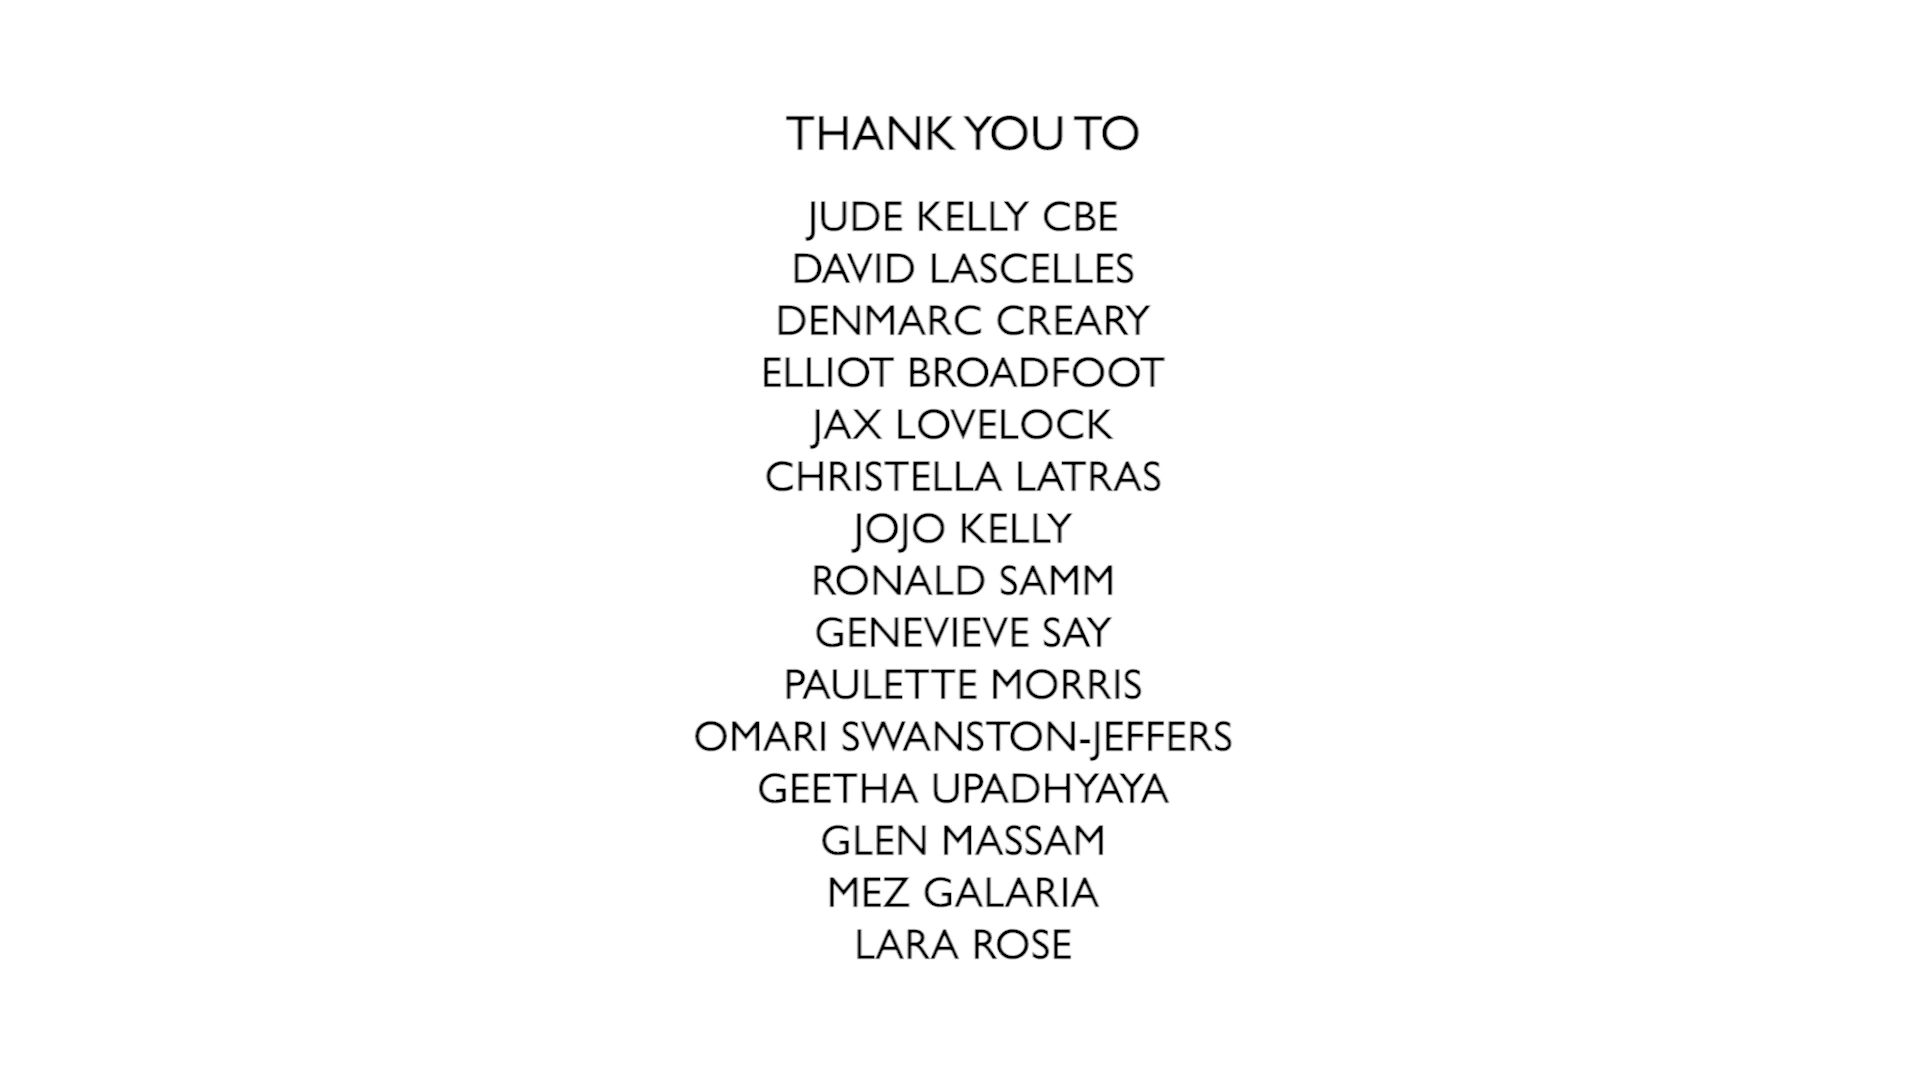 THANK YOU TO
JUDE KELLY CBE
DAVID LASCELLES
DENMARC CREARY
ELLIOT BROADFOOT
JAX LOVELOCK
CHRISTELLA LATRAS
JOJO KELLY
RONALD SAMM
GENEVIEVE SAY
PAULETTE MORRIS
OMARI SWANSTON-JEFFERS
GEETHA UPADHYAYA
GLEN MASSAM
MEZ GALARIA
LARA ROSE